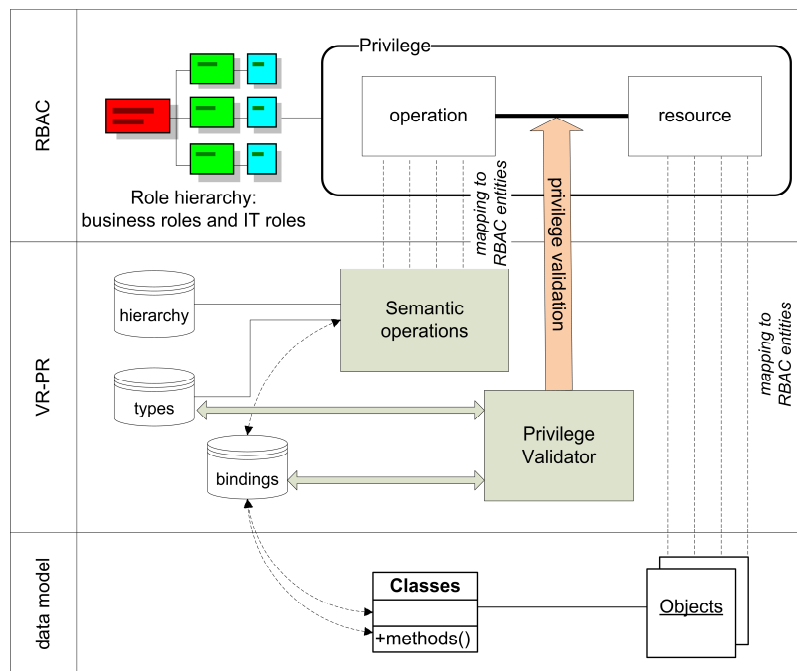 RBAC
Privilege
operation
resource
Role hierarchy:
business roles and IT roles
mapping to
RBAC entities
privilege validation
VR-PR
hierarchy
Semantic
operations
types
mapping to
RBAC entities
Privilege
Validator
bindings
data model
Classes
+methods()
Objects